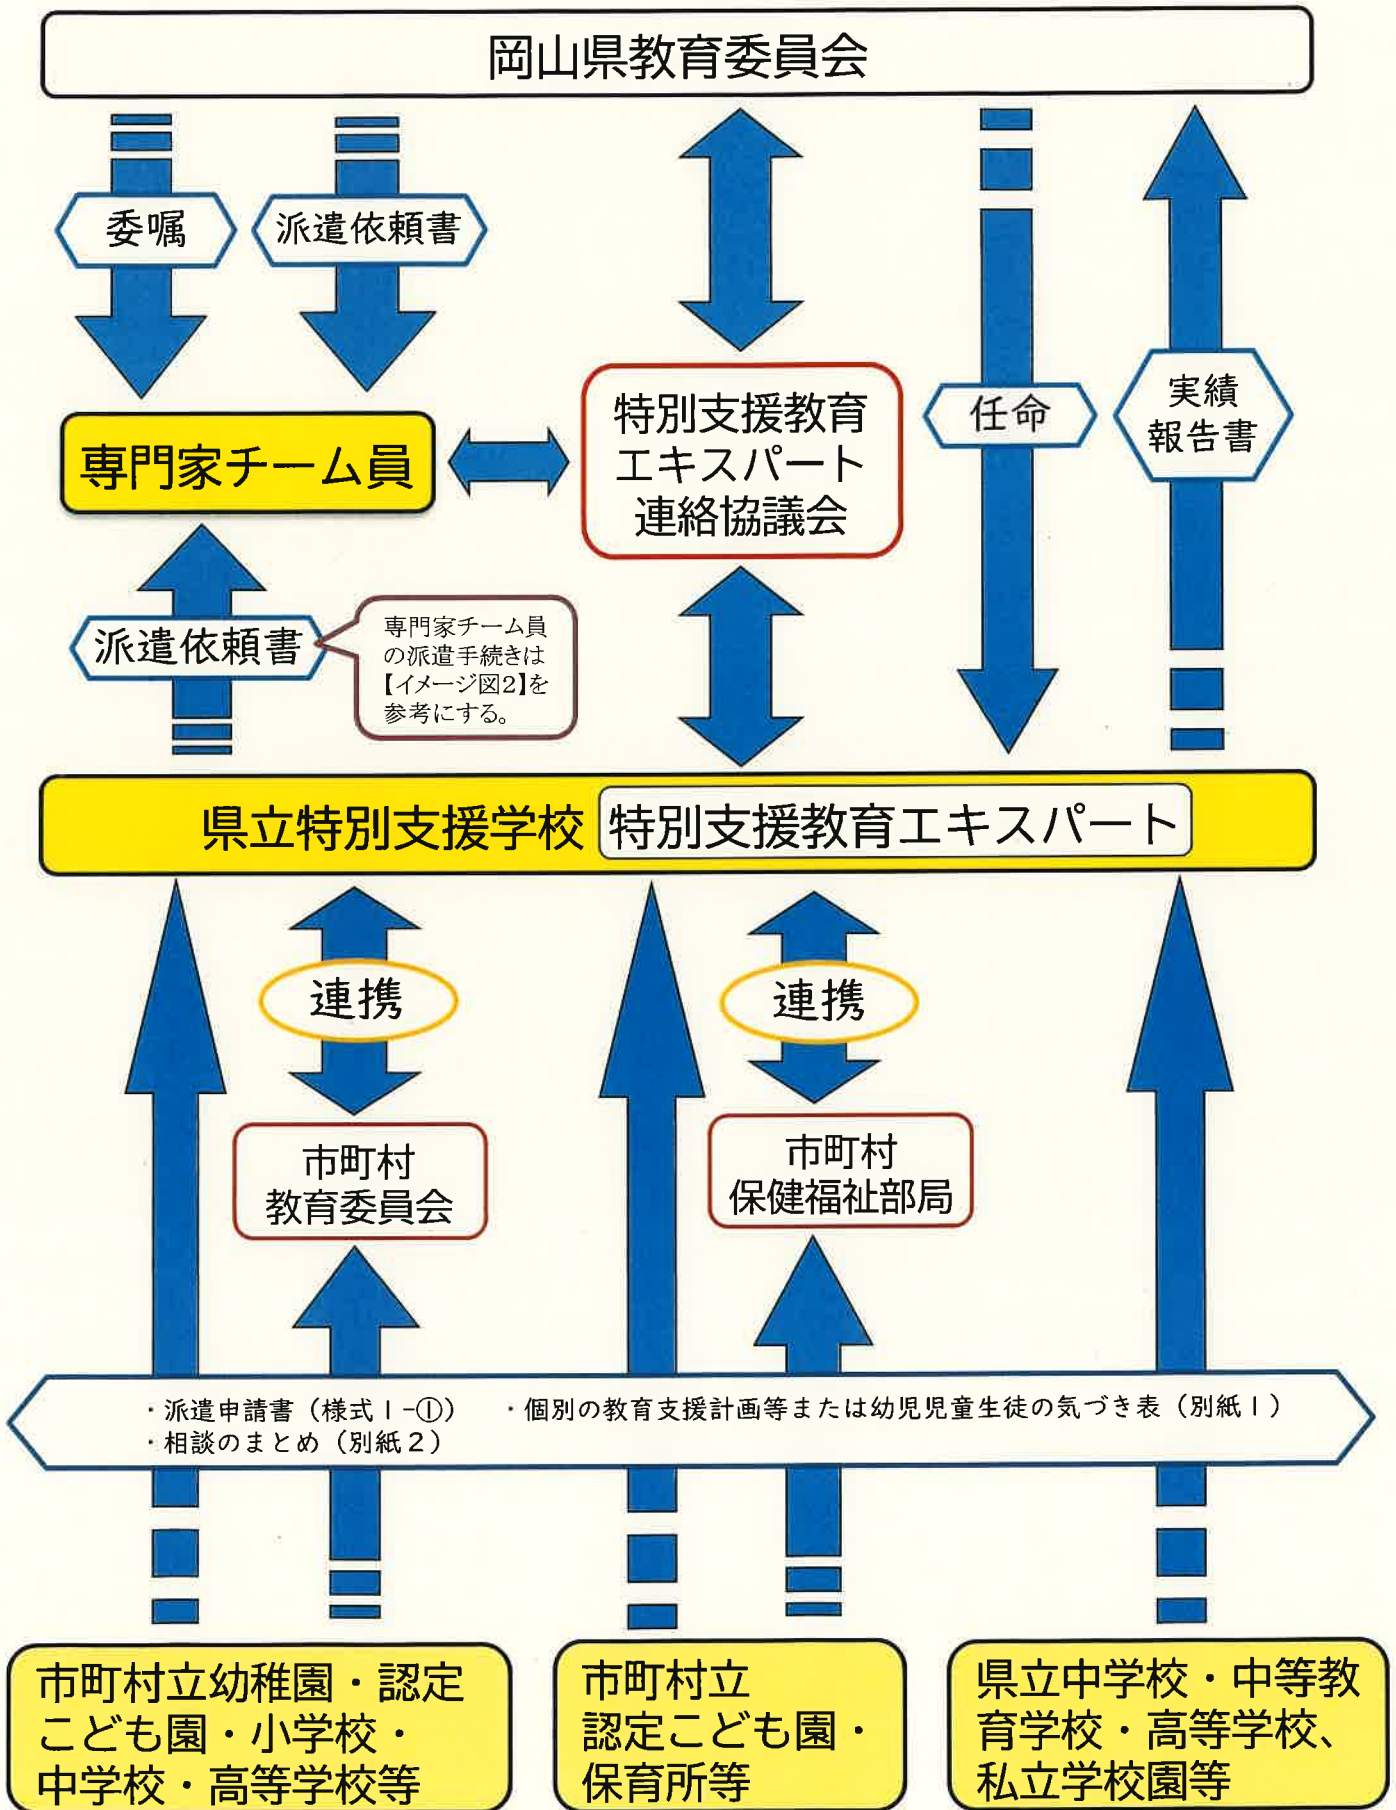 岡山県教育委員会
委嘱
派遣依頼書
任命
実績
報告書
専門家チーム員
特別支援教育
エキスパート
連絡協議会
派遣依頼書
専門家チーム員
の派遣手続きは
【イメージ図2】を
参考にする。
県立特別支援学校 特別支援教育エキスパート
連携
連携
市町村
教育委員会
市町村
保健福祉部局
・派遣申請書（様式１-①）　・個別の教育支援計画等または幼児児童生徒の気づき表（別紙１）
・相談のまとめ（別紙２）
市町村立幼稚園・認定
こども園・小学校・
中学校・高等学校等
市町村立
認定こども園・
保育所等
県立中学校・中等教
育学校・高等学校、
私立学校園等